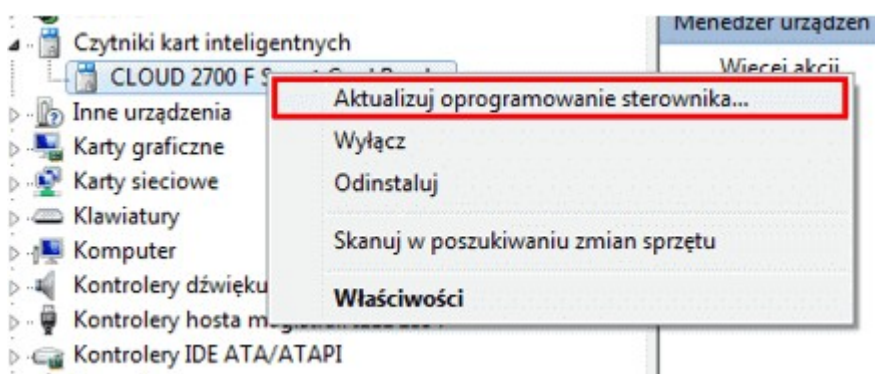 Menedżer urządzeń
Czytniki kart inteligentnych
CLOUD 2700 F
Więcej akcji
Aktualizuj oprogramowanie sterownika...
Inne urządzenia
Karty graficzne
Wyłącz
Karty sieciowe
Odinstaluj
Klawiatury
Komputer
Skanuj w poszukiwaniu zmian sprzętu
Kontrolery dźwięku
Właściwości
Kontrolery hosta
Kontrolery IDE ATA/ATAPI